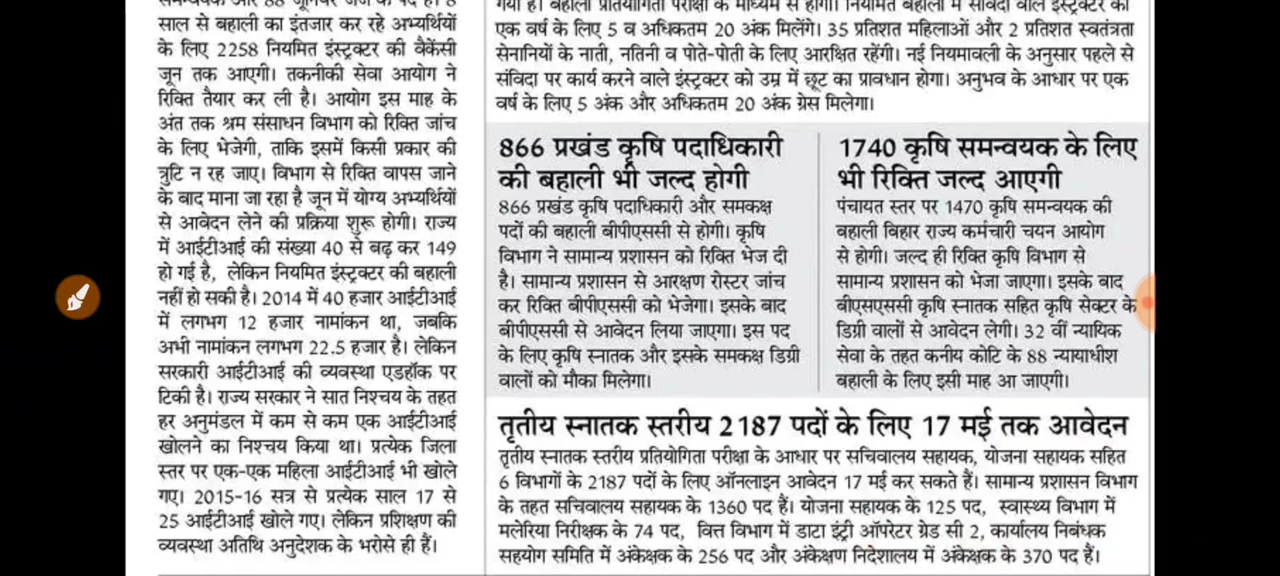 साल से बहाली का इंतजार कर रहे अभ्यर्थियों
के लिए 2258 नियमित इंस्ट्रक्टर की वैकेंसी
जून तक आएगी। तकनीकी सेवा आयोग ने
रिक्ति तैयार कर ली है। आयोग इस माह के
अंत तक श्रम संसाधन विभाग को रिक्ति जांच
के लिए भेजेगी, ताकि इसमें किसी प्रकार की
त्रुटि न रह जाए। विभाग से रिक्ति वापस जाने
के बाद माना जा रहा है जून में योग्य अभ्यर्थियों
से आवेदन लेने की प्रक्रिया शुरू होगी। राज्य
में आईटीआई की संख्या 40 से बढ़ कर 149
हो गई है, लेकिन नियमित इंस्ट्रक्टर की बहाली
नहीं हो सकी है। 2014 में 40 हजार आईटीआई
में लगभग 12 हजार नामांकन था, जबकि
अभी नामांकन लगभग 22.5 हजार है। लेकिन
सरकारी आईटीआई की व्यवस्था एडहॉक पर
टिकी है। राज्य सरकार ने सात निश्चय के तहत
हर अनुमंडल में कम से कम एक आईटीआई
खोलने का निश्चय किया था। प्रत्येक जिला
स्तर पर एक-एक महिला आईटीआई भी खोले
गए। 2015-16 सत्र से प्रत्येक साल 17 से
25 आईटीआई खोले गए। लेकिन प्रशिक्षण की
व्यवस्था अतिथि अनुदेशक के भरोसे ही हैं।
गया है। बहाली प्रतियोगिता परीक्षा के माध्यम से होगी। नियमित बहाली में संविदा वाले इंस्ट्रक्टर को
एक वर्ष के लिए 5 व अधिकतम 20 अंक मिलेंगे। 35 प्रतिशत महिलाओं और 2 प्रतिशत स्वतंत्रता
सेनानियों के नाती, नतिनी व पोते-पोती के लिए आरक्षित रहेंगी। नई नियमावली के अनुसार पहले से
संविदा पर कार्य करने वाले इंस्ट्रक्टर को उम्र में छूट का प्रावधान होगा। अनुभव के आधार पर एक
वर्ष के लिए 5 अंक और अधिकतम 20 अंक ग्रेस मिलेगा।
866 प्रखंड कृषि पदाधिकारी
की बहाली भी जल्द होगी
866 प्रखंड कृषि पदाधिकारी और समकक्ष
पदों की बहाली बीपीएससी से होगी। कृषि
विभाग ने सामान्य प्रशासन को रिक्ति भेज दी
है। सामान्य प्रशासन से आरक्षण रोस्टर जांच
कर रिक्ति बीपीएससी को भेजेगा। इसके बाद
बीपीएससी से आवेदन लिया जाएगा। इस पद
के लिए कृषि स्नातक और इसके समकक्ष डिग्री
वालों को मौका मिलेगा।
1740 कृषि समन्वयक के लिए
भी रिक्ति जल्द आएगी
पंचायत स्तर पर 1470 कृषि समन्वयक की
बहाली बिहार राज्य कर्मचारी चयन आयोग
से होगी। जल्द ही रिक्ति कृषि विभाग से
सामान्य प्रशासन को भेजा जाएगा। इसके बाद
बीएसएससी कृषि स्नातक सहित कृषि सेक्टर के
डिग्री वालों से आवेदन लेगी। 32 वीं न्यायिक
सेवा के तहत कनीय कोटि के 88 न्यायाधीश
बहाली के लिए इसी माह आ जाएगी।
तृतीय स्नातक स्तरीय 2187 पदों के लिए 17 मई तक आवेदन
तृतीय स्नातक स्तरीय प्रतियोगिता परीक्षा के आधार पर सचिवालय सहायक, योजना सहायक सहित
6 विभागों के 2187 पदों के लिए ऑनलाइन आवेदन 17 मई कर सकते हैं। सामान्य प्रशासन विभाग
के तहत सचिवालय सहायक के 1360 पद हैं। योजना सहायक के 125 पद, स्वास्थ्य विभाग में
मलेरिया निरीक्षक के 74 पद, वित्त विभाग में डाटा इंट्री ऑपरेटर ग्रेड सी 2, कार्यालय निबंधक
सहयोग समिति में अंकेक्षक के 256 पद और अंकेक्षण निदेशालय में अंकेक्षक के 370 पद हैं।